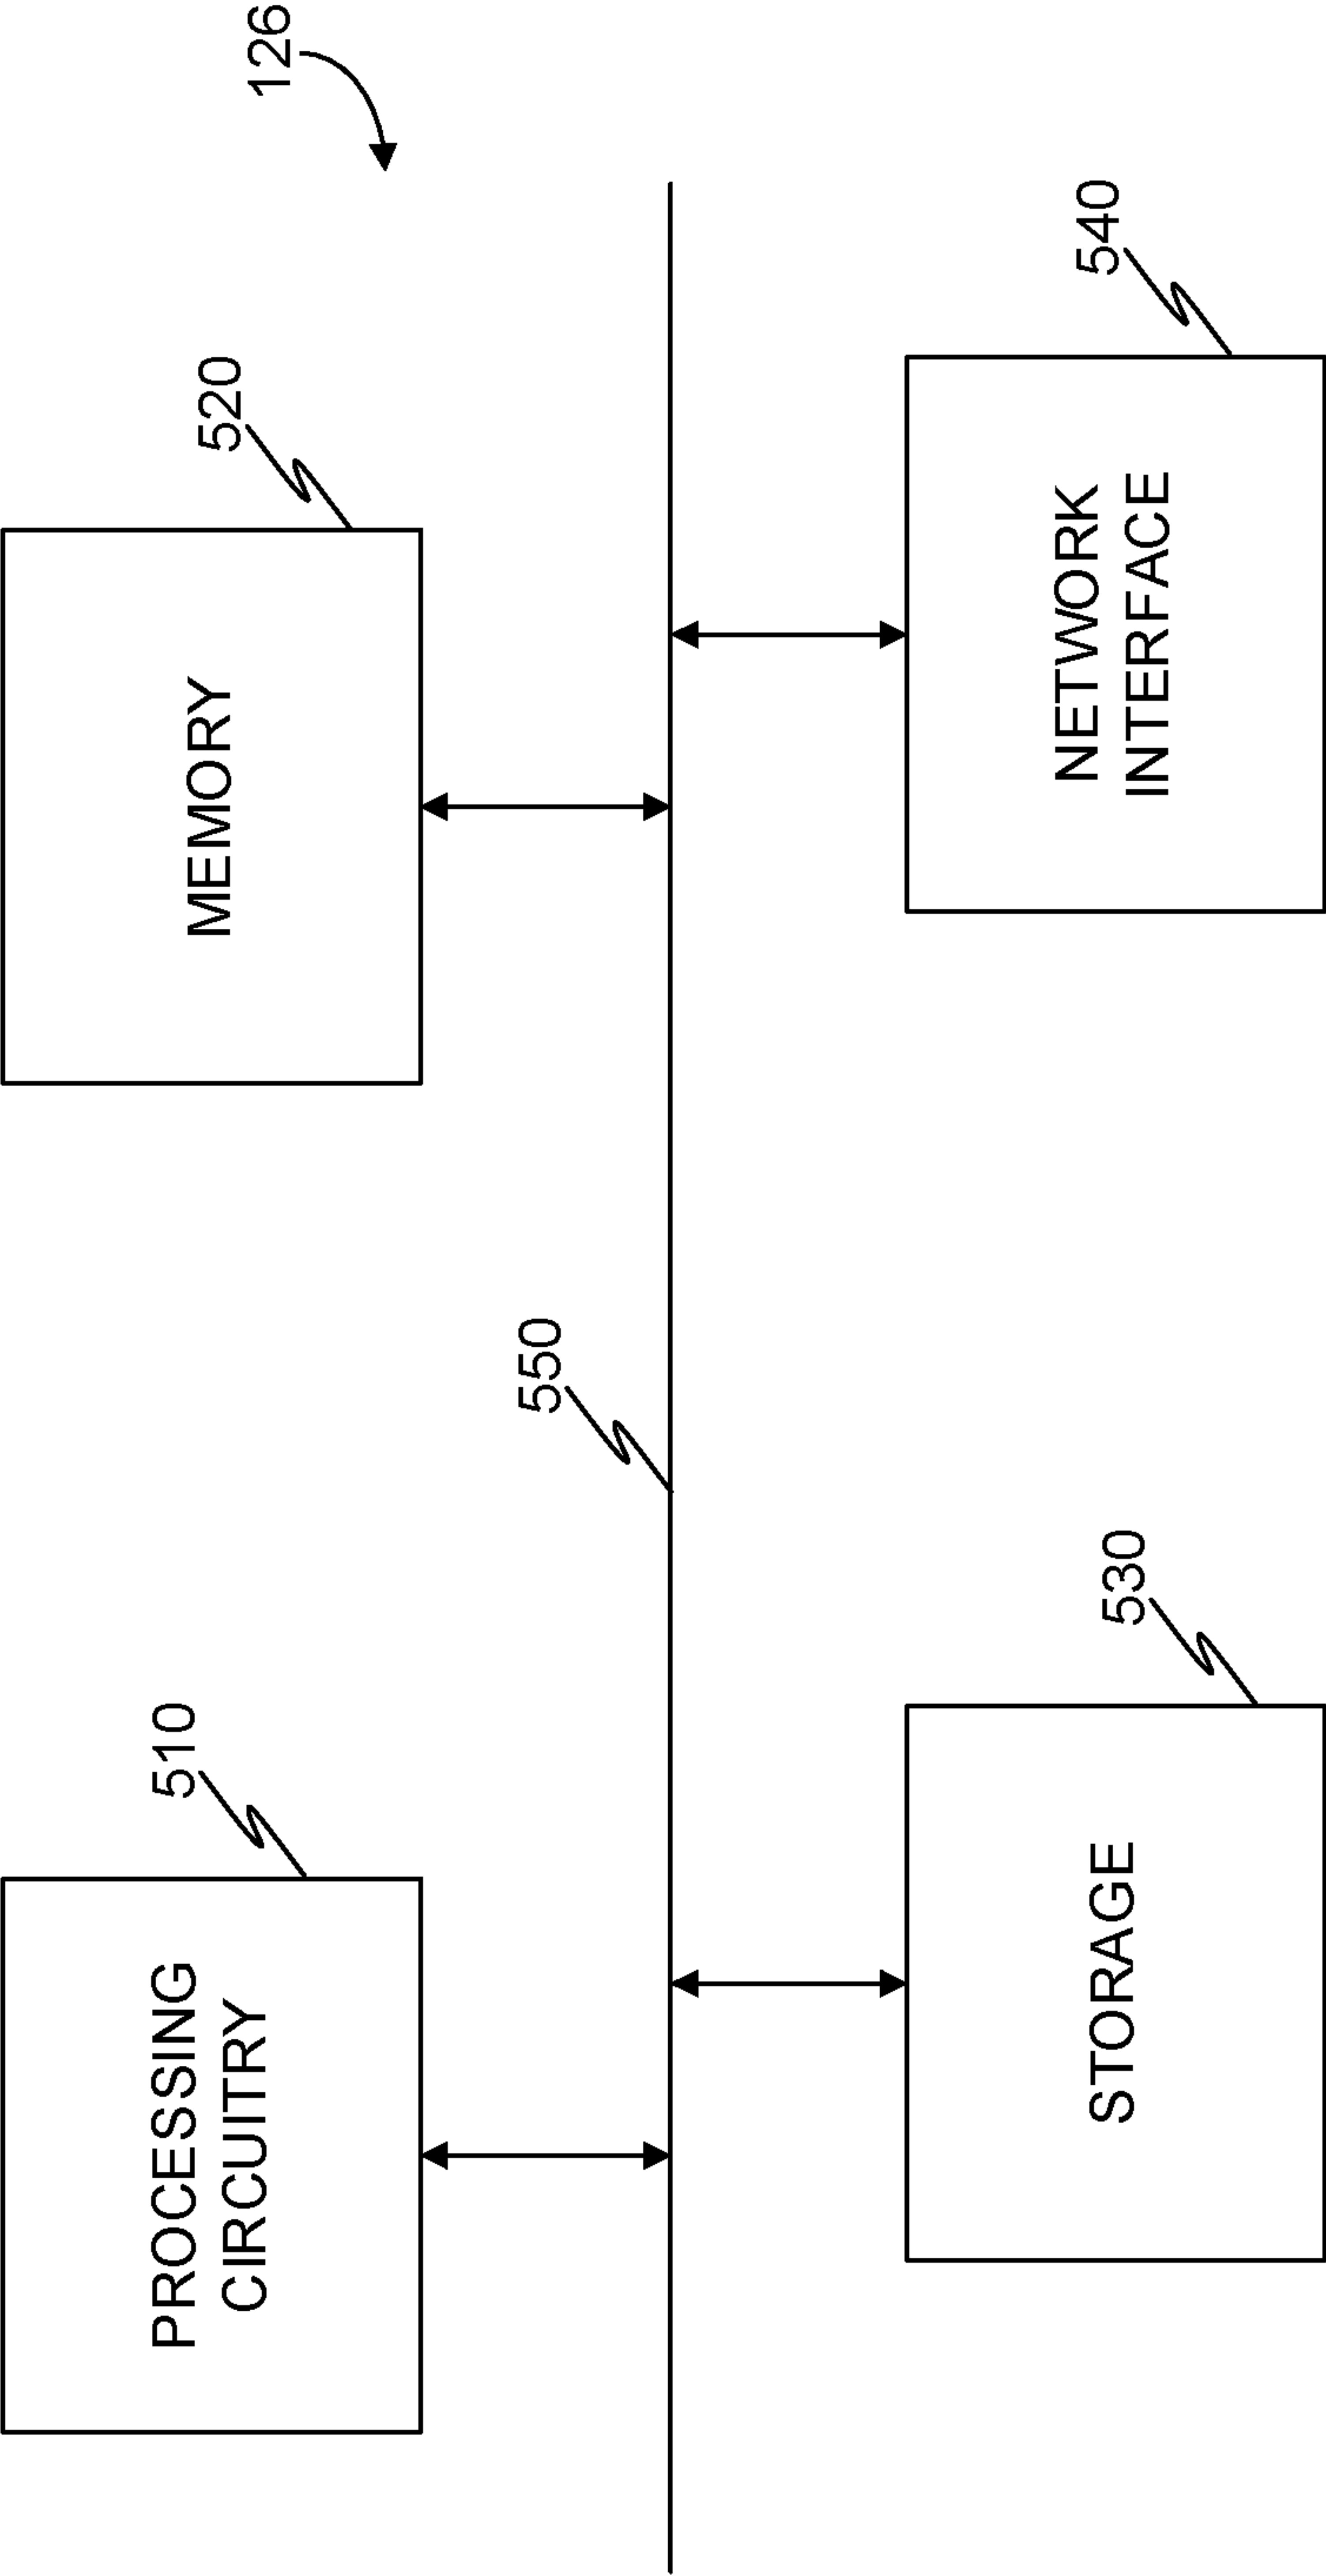 126
510
PROCESSING
CIRCUITRY
520
MEMORY
550
530
STORAGE
540
NETWORK
INTERFACE